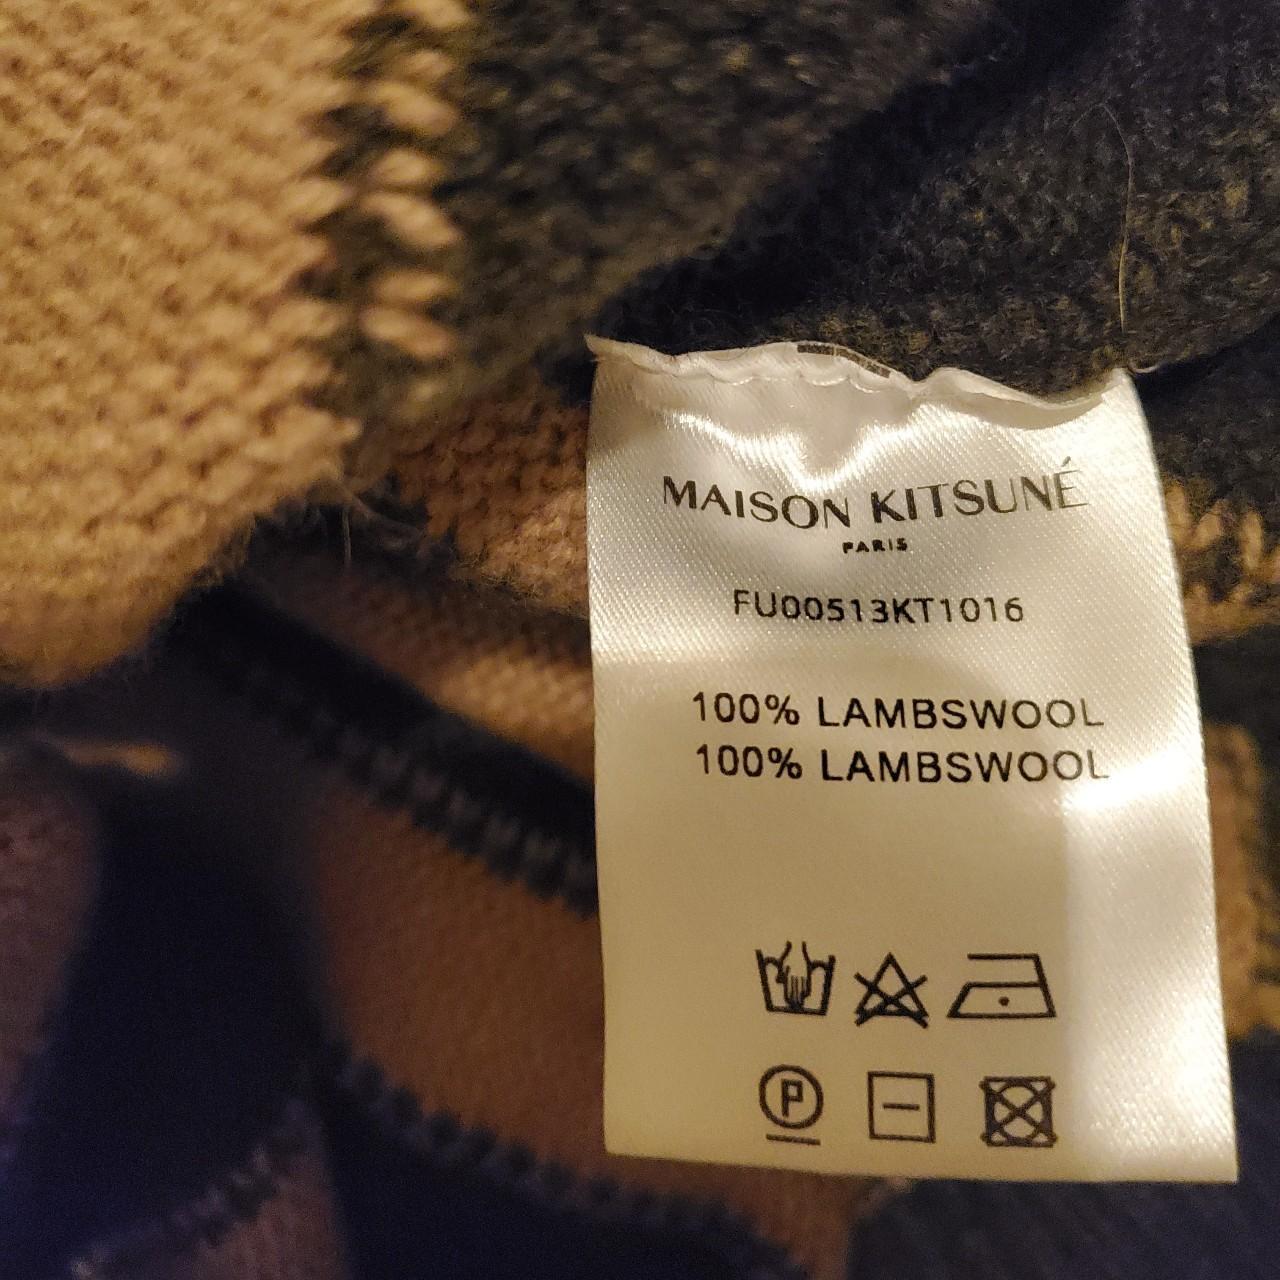 MAISON KITSUNÉ
PARIS
FU00513KT1016
100% LAMBSWOOL
100% LAMBSWOOL
P